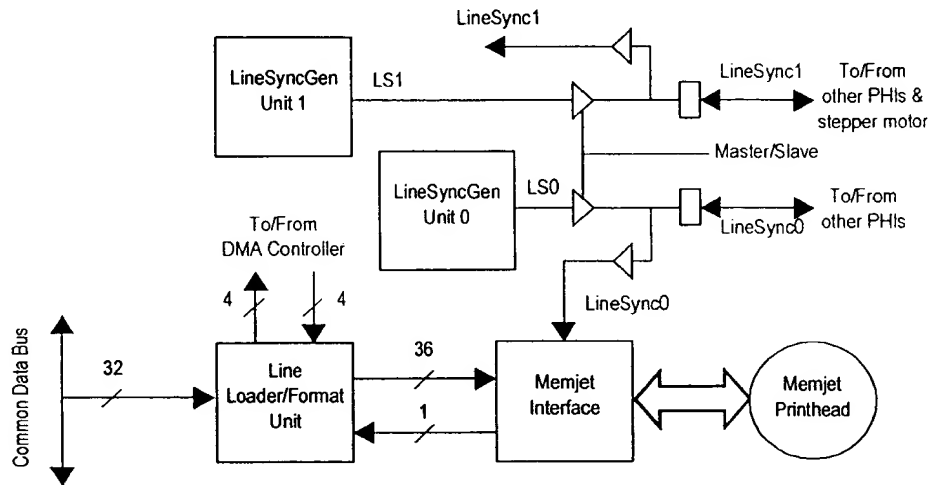 LineSync1
LineSyncGen
Unit 1
LS1
LineSync1
To/From
other PHIs &
stepper motor
Master/Slave
LineSyncGen
Unit 0
LS0
To/From
other PHIs
LineSync0
To/From
DMA Controller
4
4
LineSync0
Common Data Bus
32
Line
Loader/Format
Unit
36
1
Memjet
Interface
Memjet
Printhead